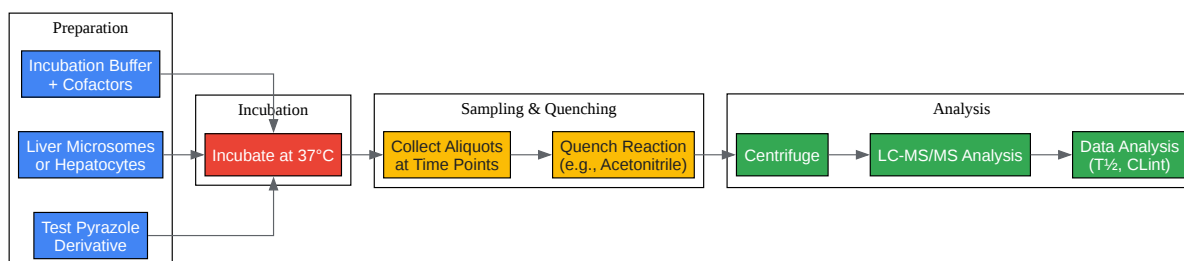 Preparation
Incubation Buffer
+ Cofactors
Liver Microsomes
or Hepatocytes
Test Pyrazole
Derivative
Incubation
Incubate at 37°C
Sampling & Quenching
Collect Aliquots
at Time Points
Quench Reaction
(e.g., Acetonitrile)
Analysis
Centrifuge
LC-MS/MS Analysis
Data Analysis
(T½, CLint)